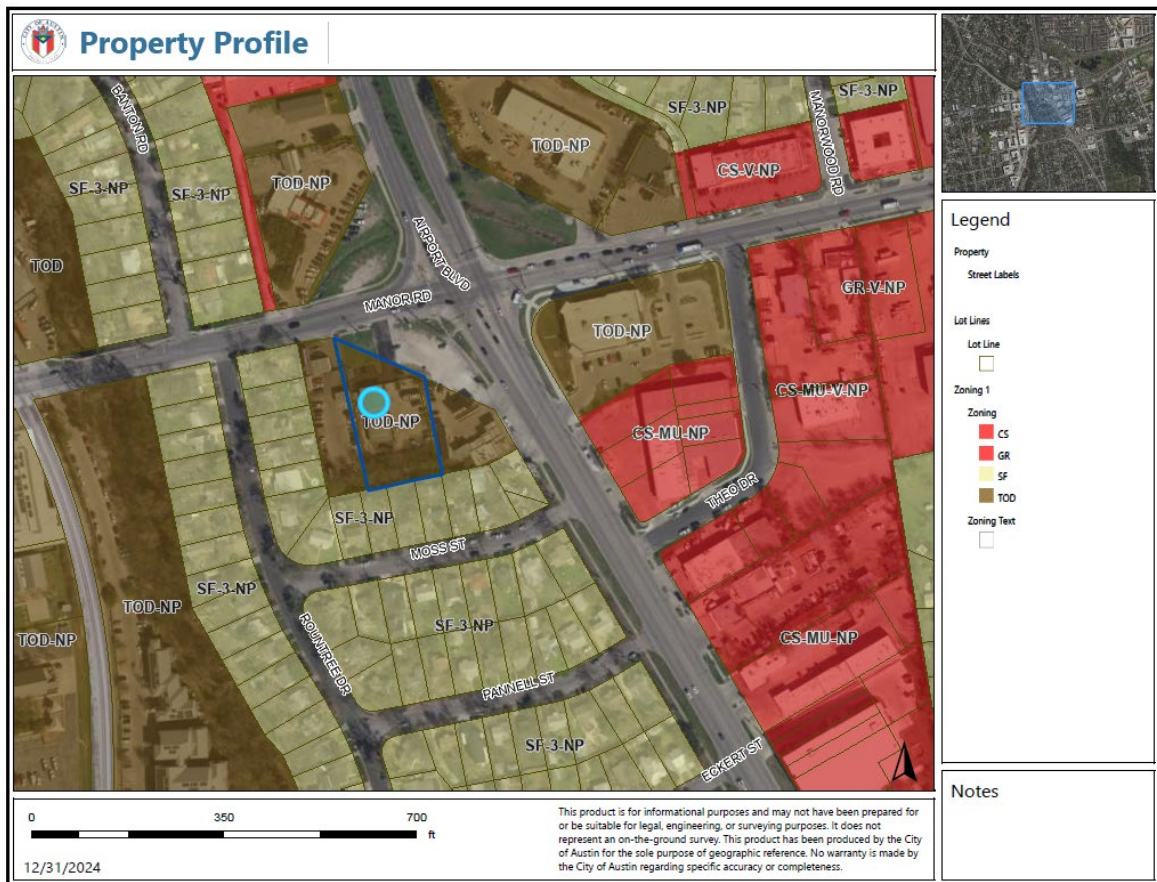 CITY OF AUSTIN
Property Profile
BANTON RD
SF-3-NP
SF-3-NP
TOD-NP
TOD
AIRPORT BLVD
MANOR RD
TOD-NP
SF-3-NP
MANORWOOD RD
SF-3-NP
CS-V-NP
GR-V-NP
TOD-NP
CS-MU-V-NP
CS-MU-NP
THEO DR
TOD-NP
SF-3-NP
MOSS ST
SF-3-NP
TOD-NP
TOD-NP
ROUNTREE DR
SF-3-NP
PANNELL ST
SF-3-NP
CS-MU-NP
ECKERT ST
Legend
Property
Street Labels
Lot Lines
Lot Line
Zoning 1
Zoning
CS
GR
SF
TOD
Zoning Text
Notes
0 350 700
ft
12/31/2024
This product is for informational purposes and may not have been prepared for
or be suitable for legal, engineering, or surveying purposes. It does not
represent an on-the-ground survey. This product has been produced by the City
of Austin for the sole purpose of geographic reference. No warranty is made by
the City of Austin regarding specific accuracy or completeness.